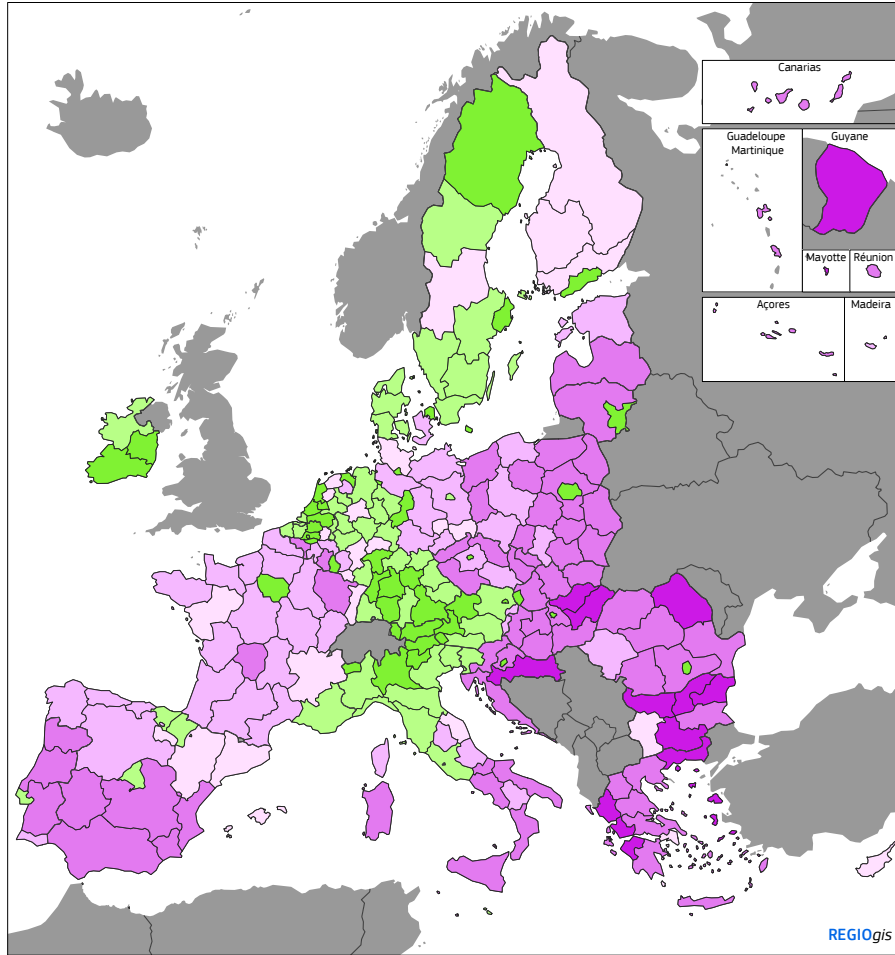 Canarias
Guadeloupe
Martinique
Guyane
Mayotte
Réunion
Açores
Madeira
REGIOgis